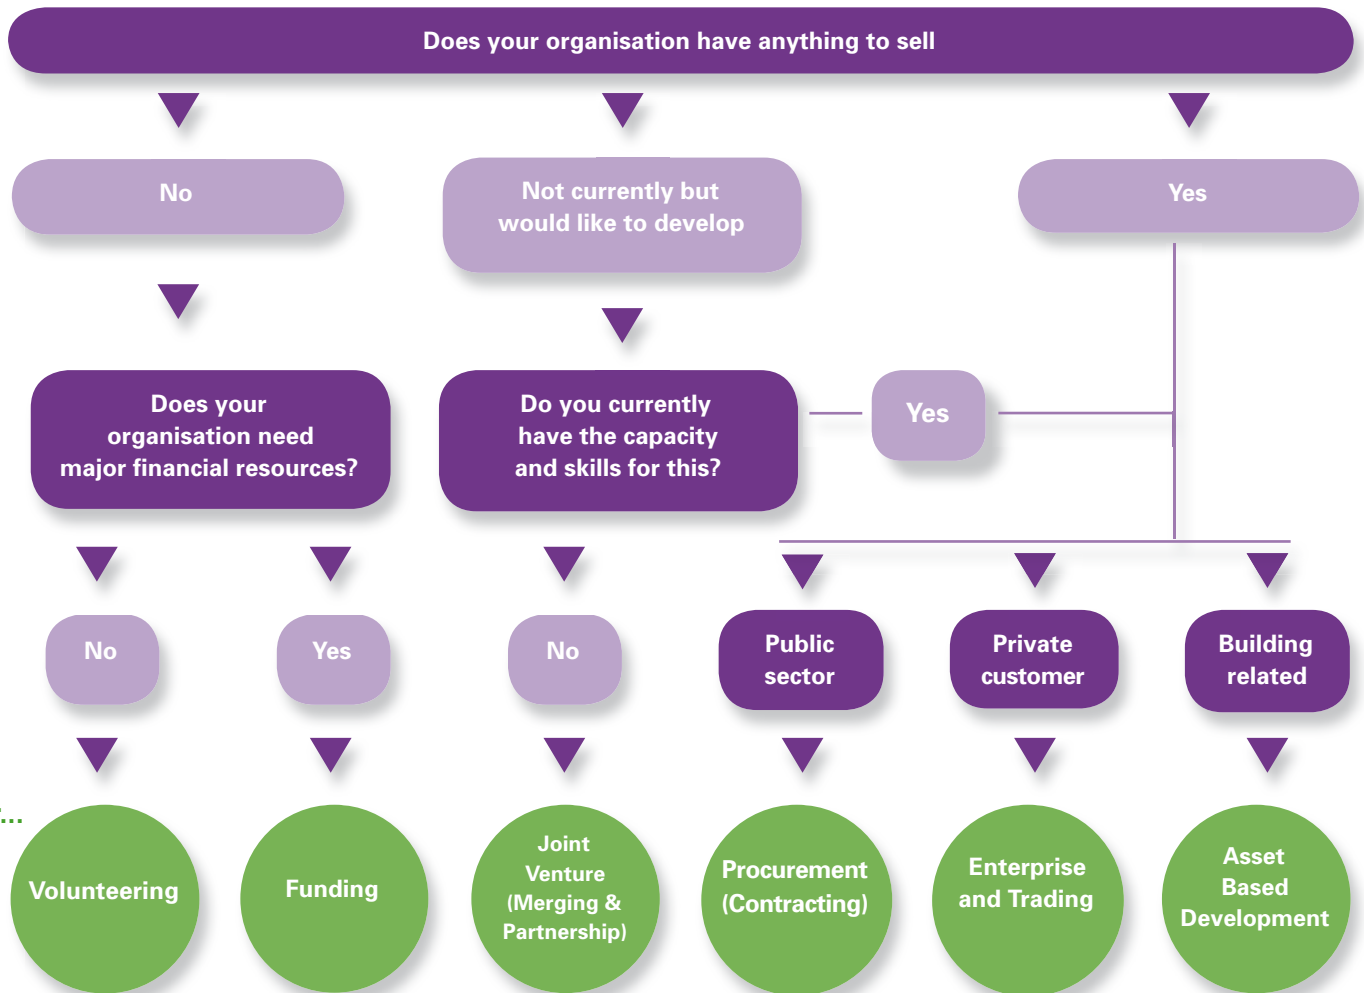 Does your organisation have anything to sell
No
Not currently but
would like to develop
Yes
Does your
organisation need
major financial resources?
Do you currently
have the capacity
and skills for this?
Yes
No
Yes
No
Public
sector
Private
customer
Building
related
Volunteering
Funding
Joint
Venture
(Merging &
Partnership)
Procurement
(Contracting)
Enterprise
and Trading
Asset
Based
Development